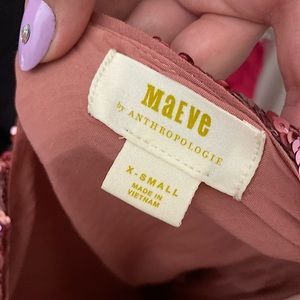 MaEVe
by ANTHROPOLOGIE
X-SMALL
MADE IN
VIETNAM